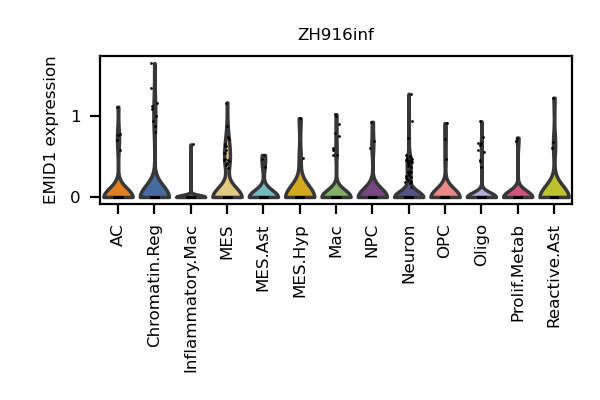 ZH916inf
EMID1 expression
1
0
AC
Chromatin.Reg
Inflammatory.Mac
MES
MES.Ast
MES.Hyp
Mac
NPC
Neuron
OPC
Oligo
Prolif.Metab
Reactive.Ast